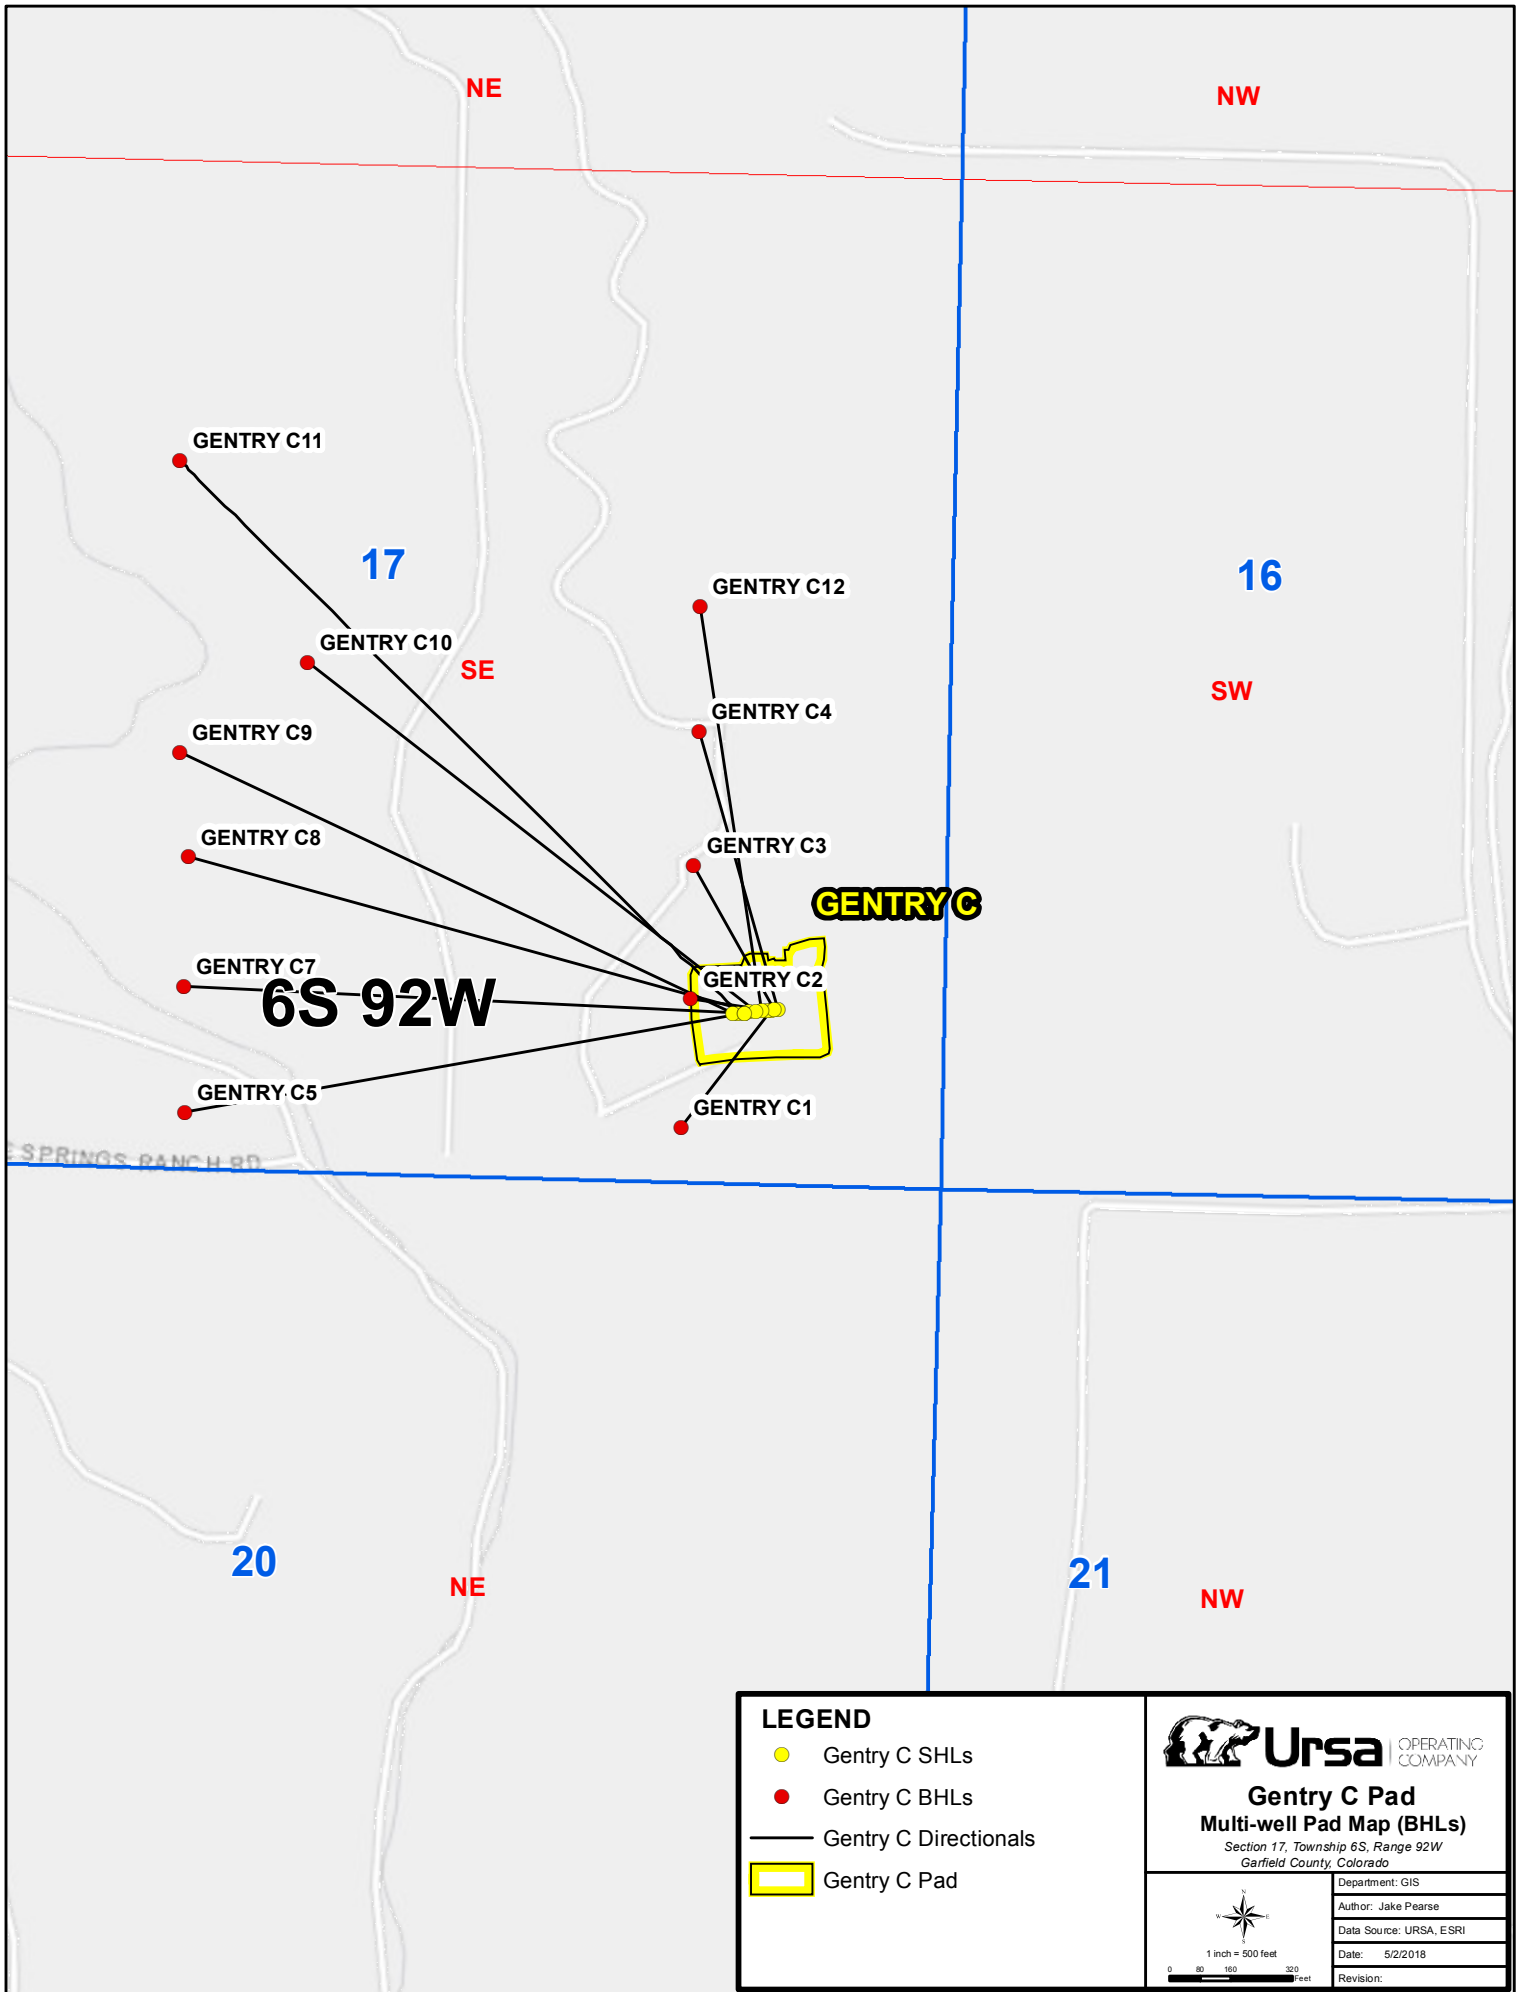 NE
NW
GENTRY C11
17
16
GENTRY C12
GENTRY C10
SE
SW
GENTRY C4
GENTRY C9
GENTRY C8
GENTRY C3
GENTRY C
GENTRY C7
GENTRY C2
6S 92W
GENTRY C5
GENTRY C1
E SPRINGS RANCH RD
20
21
NE
NW
LEGEND
Gentry C SHLs
Gentry C BHLs
Gentry C Directionals
Gentry C Pad
Ursa OPERATING
COMPANY
Gentry C Pad
Multi-well Pad Map (BHLs)
Section 17, Township 6S, Range 92W
Garfield County, Colorado
N
W E
S
1 inch = 500 feet
0 80 160 320
Feet
Department: GIS
Author: Jake Pearse
Data Source: URSA, ESRI
Date: 5/2/2018
Revision: